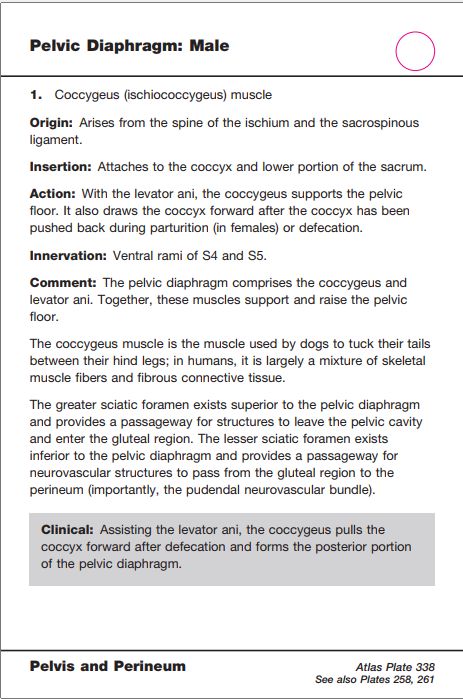 Pelvic Diaphragm: Male
1. Coccygeus (ischiococcygeus) muscle
Origin: Arises from the spine of the ischium and the sacrospinous
ligament.
Insertion: Attaches to the coccyx and lower portion of the sacrum.
Action: With the levator ani, the coccygeus supports the pelvic
floor. It also draws the coccyx forward after the coccyx has been
pushed back during parturition (in females) or defecation.
Innervation: Ventral rami of S4 and S5.
Comment: The pelvic diaphragm comprises the coccygeus and
levator ani. Together, these muscles support and raise the pelvic
floor.
The coccygeus muscle is the muscle used by dogs to tuck their tails
between their hind legs; in humans, it is largely a mixture of skeletal
muscle fibers and fibrous connective tissue.
The greater sciatic foramen exists superior to the pelvic diaphragm
and provides a passageway for structures to leave the pelvic cavity
and enter the gluteal region. The lesser sciatic foramen exists
inferior to the pelvic diaphragm and provides a passageway for
neurovascular structures to pass from the gluteal region to the
perineum (importantly, the pudendal neurovascular bundle).
Clinical: Assisting the levator ani, the coccygeus pulls the
coccyx forward after defecation and forms the posterior portion
of the pelvic diaphragm.
Pelvis and Perineum
Atlas Plate 338
See also Plates 258, 261